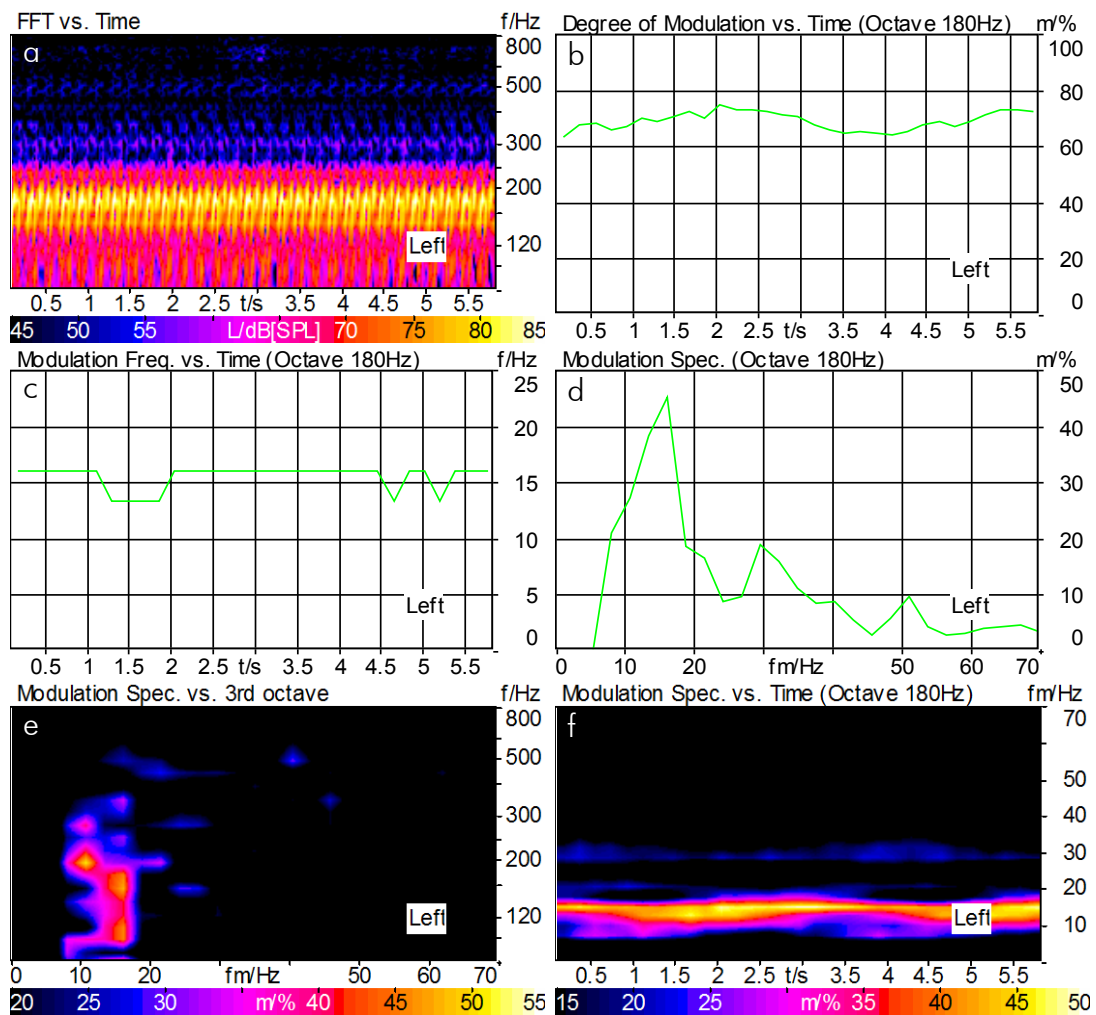 FFT vs. Time f/Hz
a
800
500
300
200
120
Left
0.5 1 1.5 2 2.5 t/s 3.5 4 4.5 5 5.5
45 50 55 L/dB[SPL] 70 75 80 85
Degree of Modulation vs. Time (Octave 180Hz) m/%
b
100
80
60
40
20
0
Left
0.5 1 1.5 2 2.5 t/s 3.5 4 4.5 5 5.5
Modulation Freq. vs. Time (Octave 180Hz) f/Hz
c
25
20
15
10
5
0
Left
0.5 1 1.5 2 2.5 t/s 3.5 4 4.5 5 5.5
Modulation Spec. (Octave 180Hz) m/%
d
50
40
30
20
10
0
Left
0 10 20 fm/Hz 50 60 70
Modulation Spec. vs. 3rd octave f/Hz
e
800
500
300
200
120
Left
0 10 20 fm/Hz 50 60 70
20 25 30 m/% 40 45 50 55
Modulation Spec. vs. Time (Octave 180Hz) fm/Hz
f
70
50
40
30
20
10
Left
0.5 1 1.5 2 2.5 t/s 3.5 4 4.5 5 5.5
15 20 25 m/% 35 40 45 50